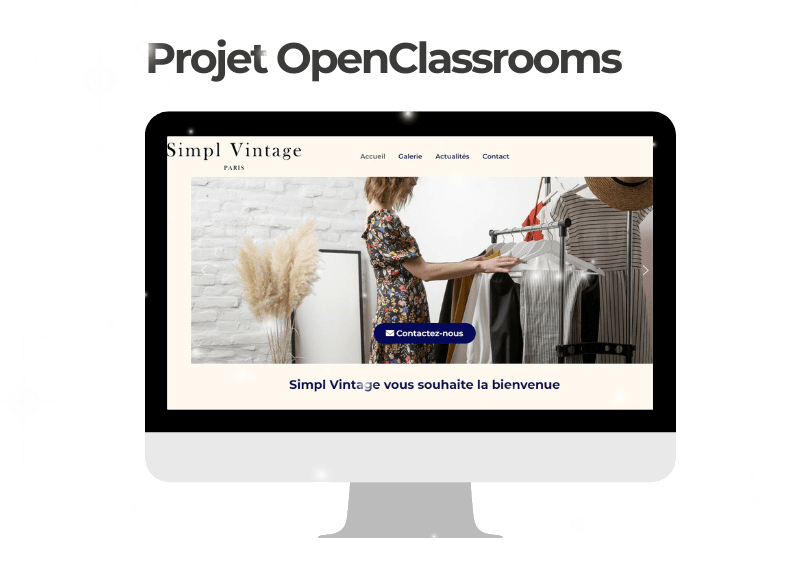 Projet OpenClassrooms
Simpl Vintage
PARIS
Accueil Galerie Actualités Contact
Contactez-nous
Simpl Vintage vous souhaite la bienvenue